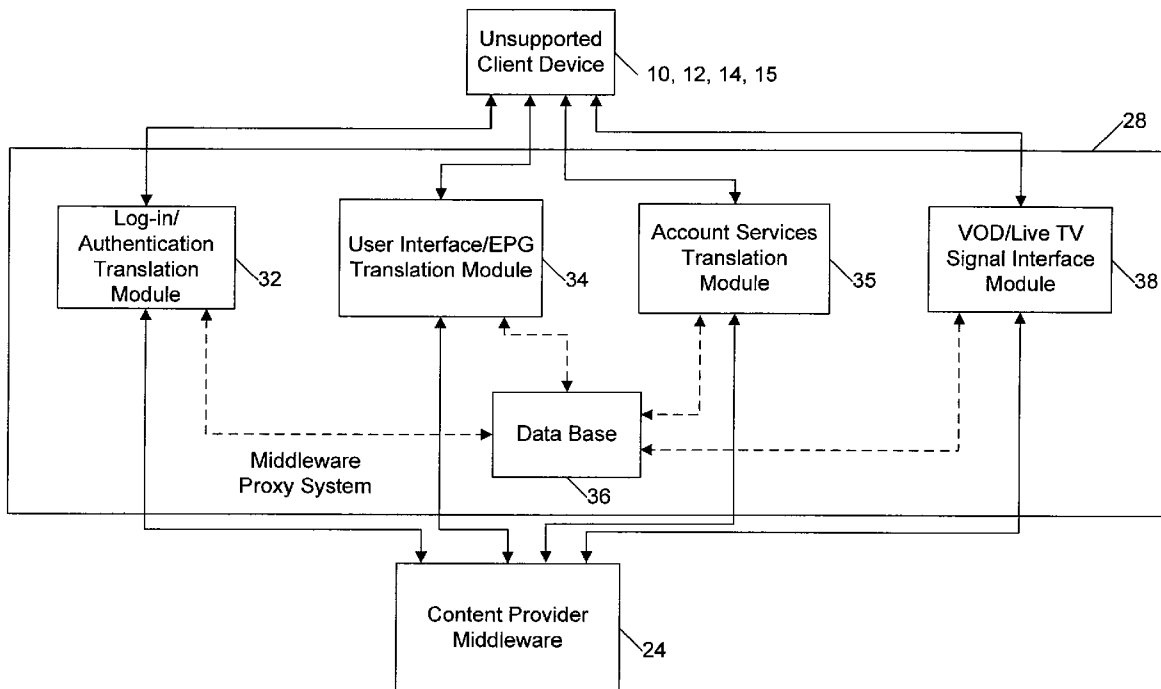 Unsupported
Client Device
10, 12, 14, 15
28
Log-in/
Authentication
Translation
Module
32
User Interface/EPG
Translation Module
34
Account Services
Translation
Module
35
VOD/Live TV
Signal Interface
Module
38
Data Base
36
Middleware
Proxy System
Content Provider
Middleware
24